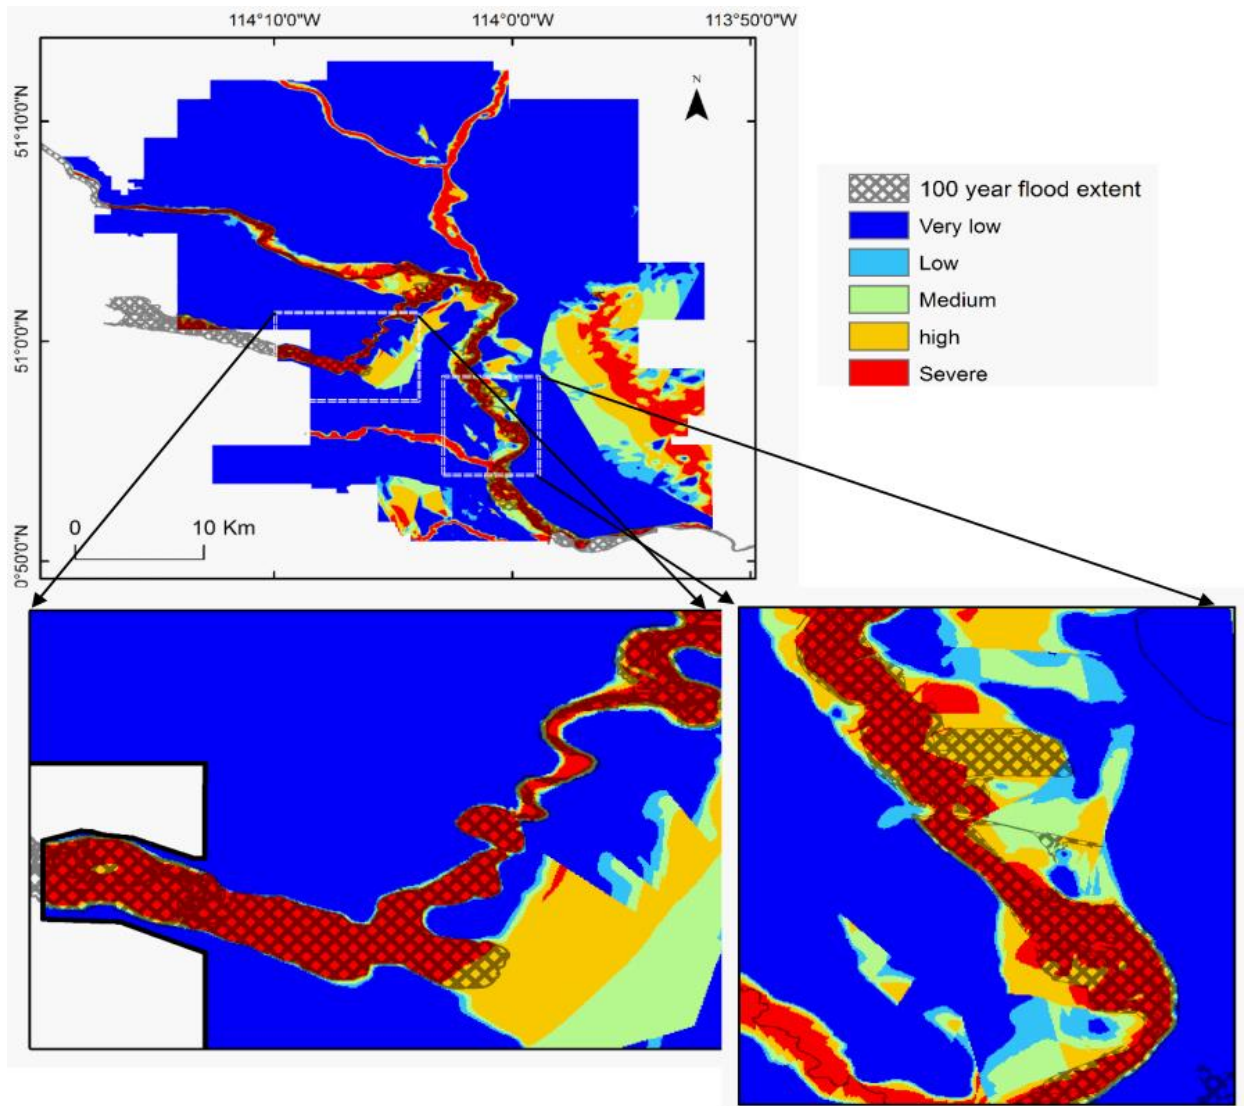 114°10'0"W 114°0'0"W 113°50'0"W
N
51°10'0"N
51°0'0"N
0°50'0"N
0 10 Km
100 year flood extent
Very low
Low
Medium
high
Severe